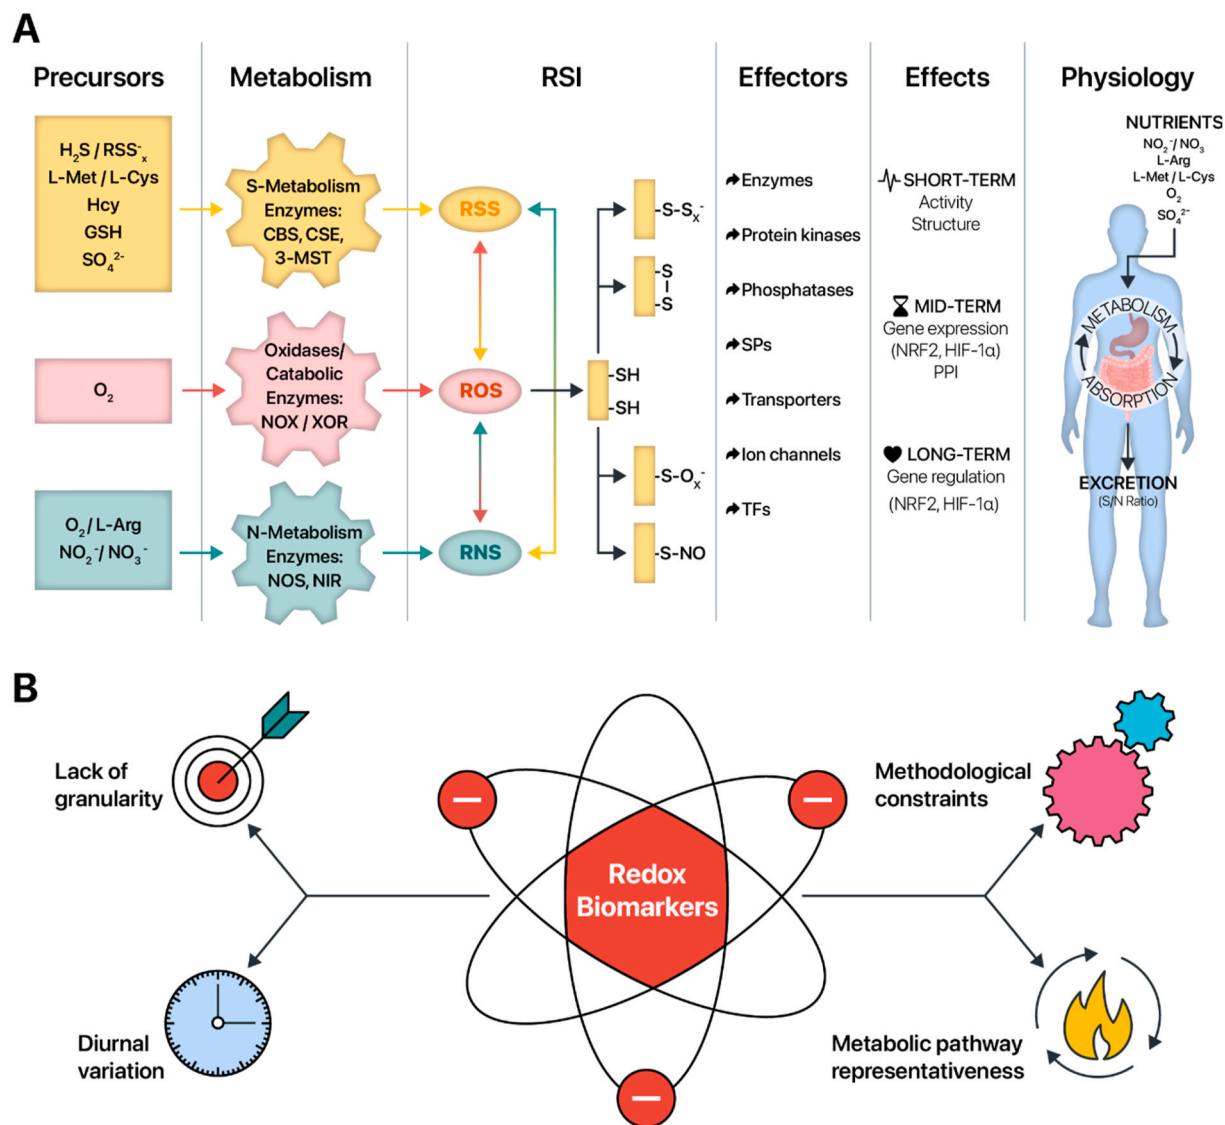 A
Precursors
Metabolism
RSI
Effectors
Effects
Physiology
H₂S / RSS⁻ₓ
L-Met / L-Cys
Hcy
GSH
SO₄²⁻
O₂
O₂ / L-Arg
NO₂⁻/ NO₃⁻
S-Metabolism
Enzymes:
CBS, CSE,
3-MST
Oxidases/
Catabolic
Enzymes:
NOX / XOR
N-Metabolism
Enzymes:
NOS, NIR
RSS
ROS
RNS
-S-Sₓ⁻
-S
-S
-SH
-SH
-S-Oₓ⁻
-S-NO
Enzymes
Protein kinases
Phosphatases
SPs
Transporters
Ion channels
TFs
SHORT-TERM
Activity
Structure
MID-TERM
Gene expression
(NRF2, HIF-1α)
PPI
LONG-TERM
Gene regulation
(NRF2, HIF-1α)
NUTRIENTS
NO₂⁻/ NO₃
L-Arg
L-Met / L-Cys
O₂
SO₄²⁻
METABOLISM
ABSORPTION
EXCRETION
(S/N Ratio)
B
Lack of
granularity
Diurnal
variation
Redox
Biomarkers
Methodological
constraints
Metabolic pathway
representativeness